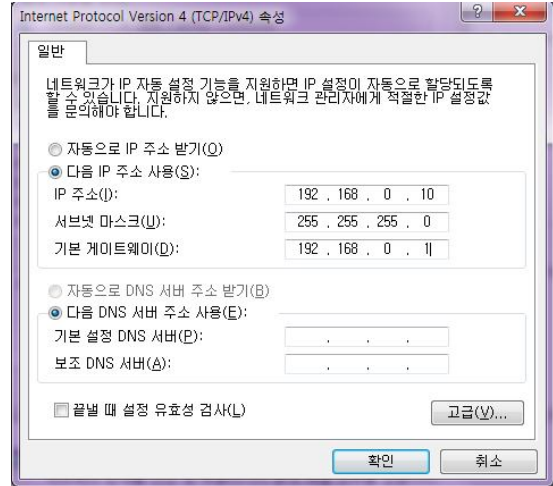 Internet Protocol Version 4 (TCP/IPv4) 속성
일반
네트워크가 IP 자동 설정 기능을 지원하면 IP 설정이 자동으로 할당되도록
할 수 있습니다. 지원하지 않으면, 네트워크 관리자에게 적절한 IP 설정값
을 문의해야 합니다.
자동으로 IP 주소 받기(O)
다음 IP 주소 사용(S):
IP 주소(I): 192 . 168 . 0 . 10
서브넷 마스크(U): 255 . 255 . 255 . 0
기본 게이트웨이(D): 192 . 168 . 0 . 1
자동으로 DNS 서버 주소 받기(B)
다음 DNS 서버 주소 사용(E):
기본 설정 DNS 서버(P): . . .
보조 DNS 서버(A): . . .
끝낼 때 설정 유효성 검사(L)
고급(V)...
확인
취소